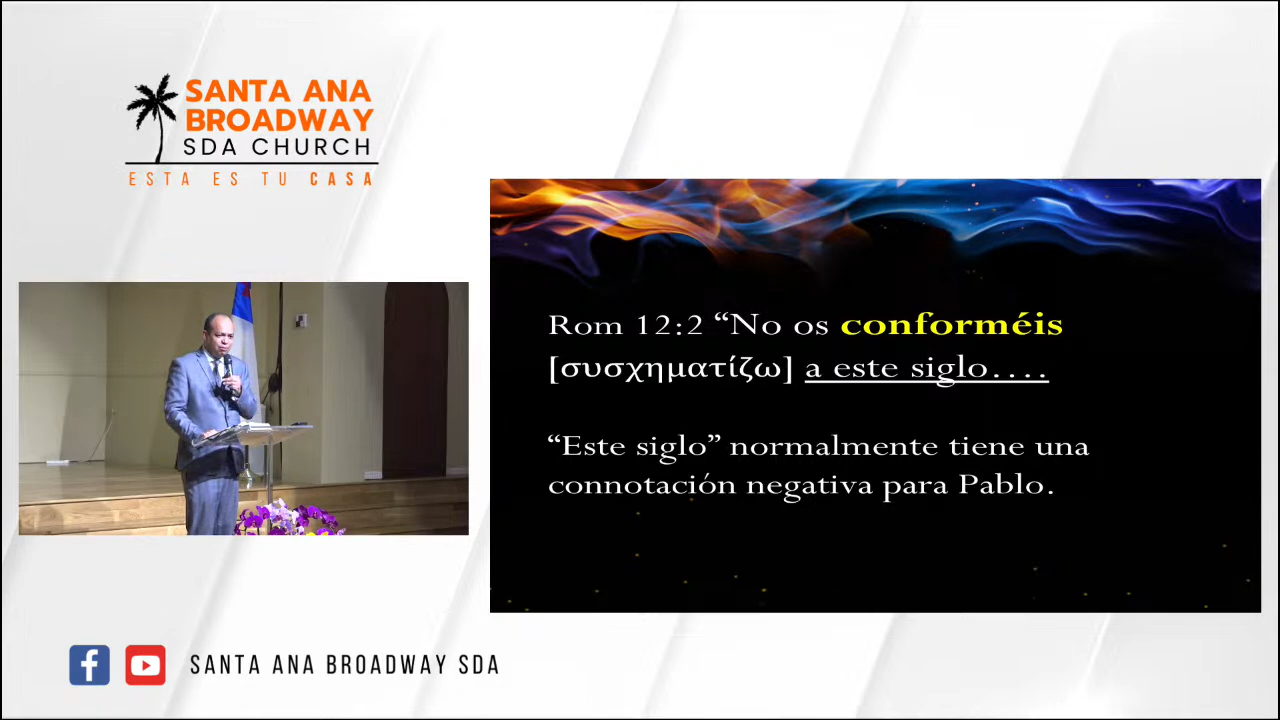 SANTA ANA
BROADWAY
SDA CHURCH
ESTA ES TU CASA
Rom 12:2 “No os conforméis
[συσχηματίζω] a este siglo….
“Este siglo” normalmente tiene una
connotación negativa para Pablo.
SANTA ANA BROADWAY SDA